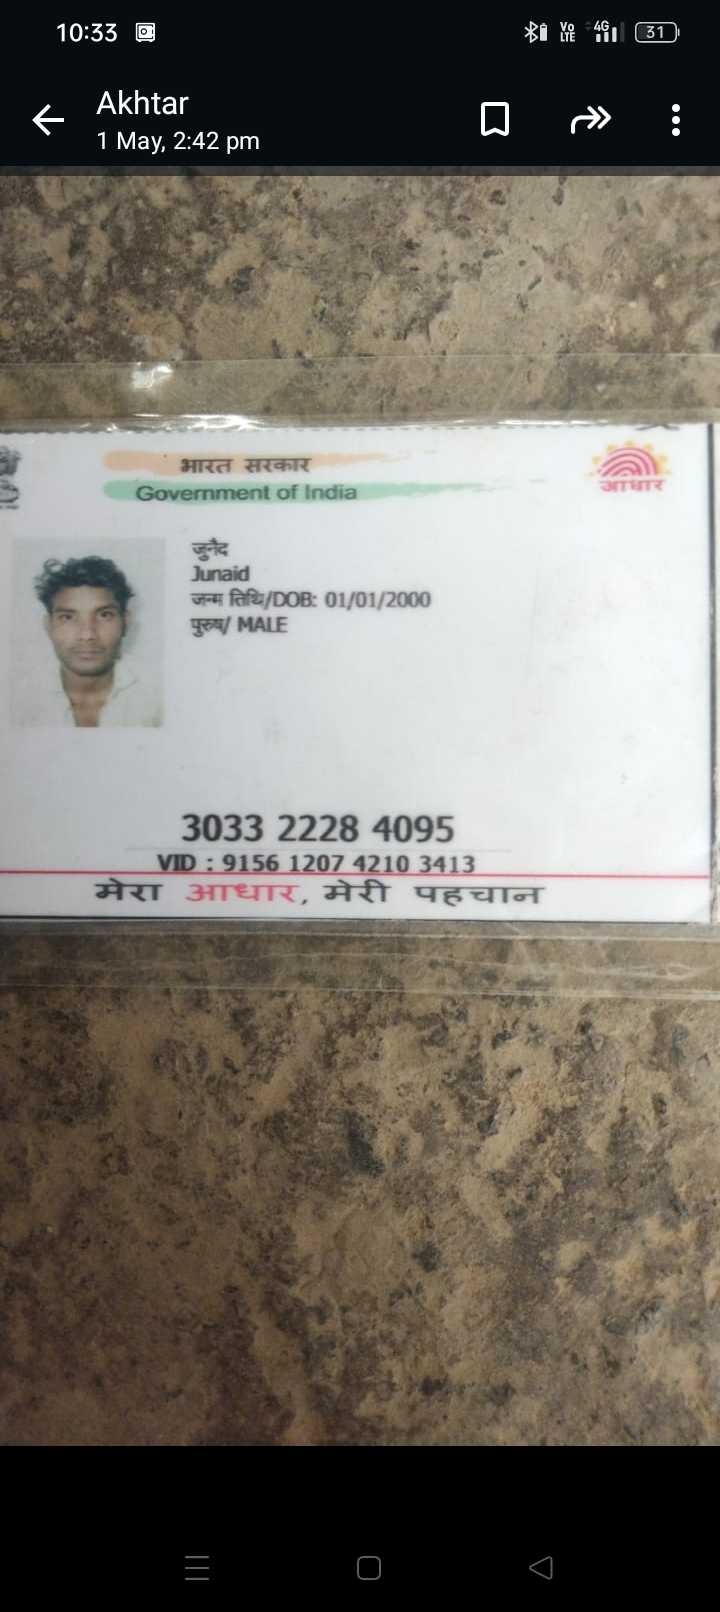 10:33
Vo LTE 4G 31
Akhtar
1 May, 2:42 pm
भारत सरकार
Government of India
आधार
जुनैद
Junaid
जन्म तिथि/DOB: 01/01/2000
पुरुष/ MALE
3033 2228 4095
VID : 9156 1207 4210 3413
मेरा आधार, मेरी पहचान